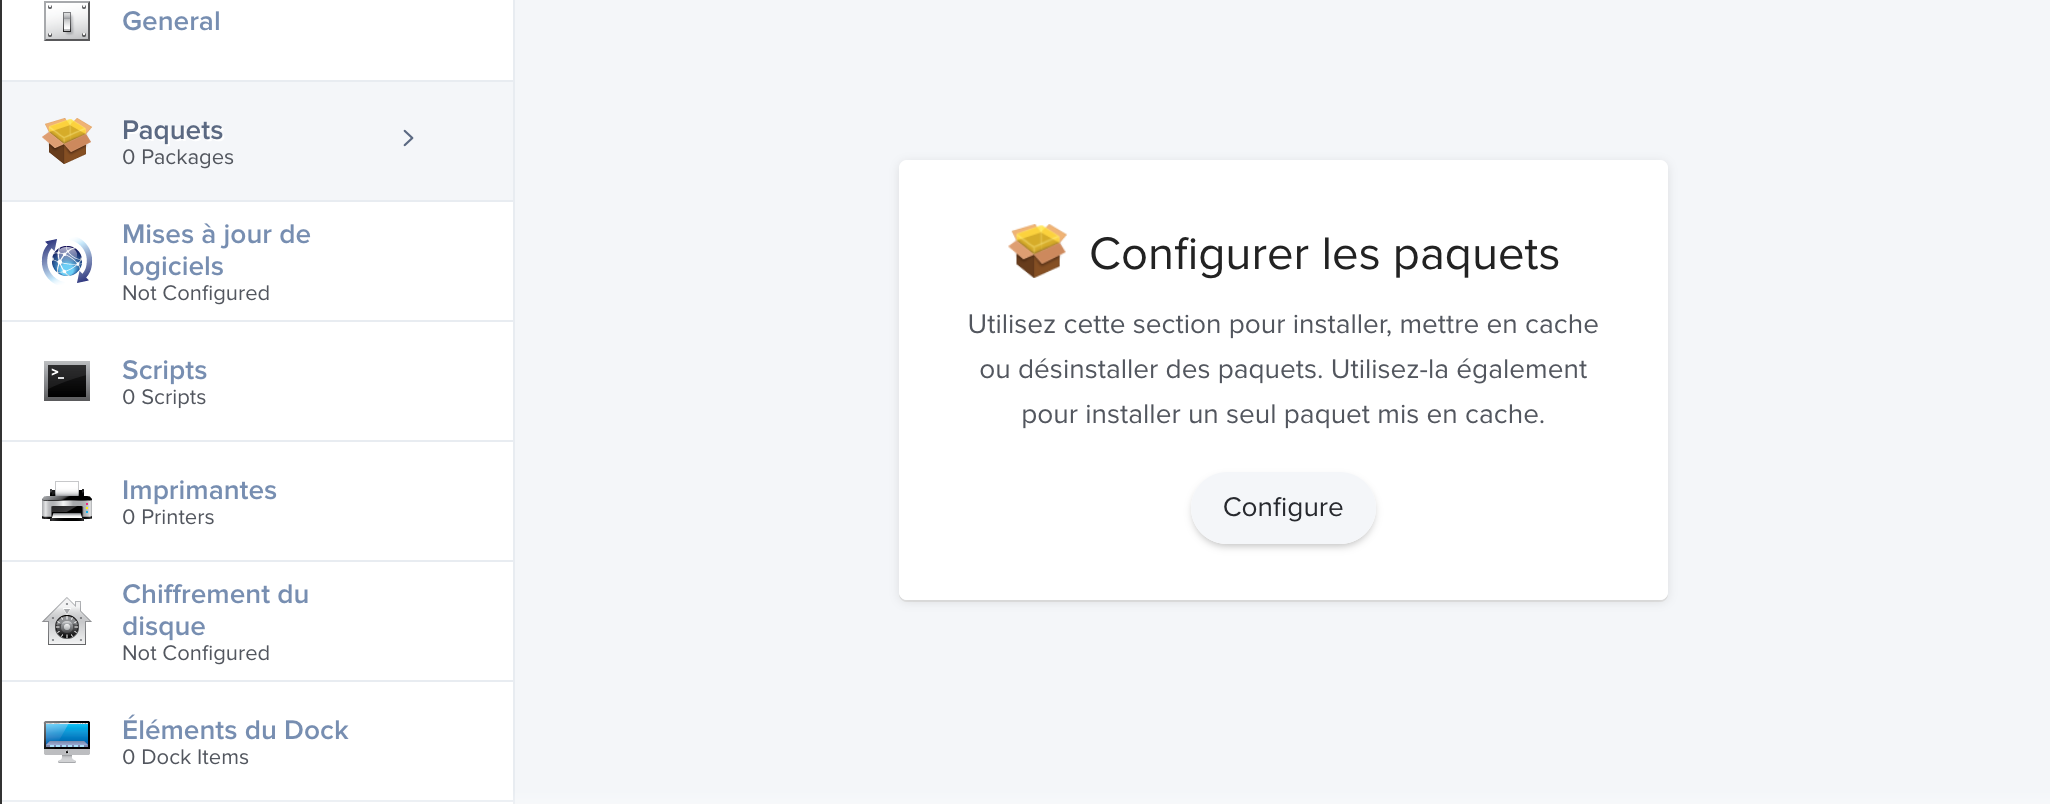 General
Paquets
0 Packages
Mises à jour de
logiciels
Not Configured
Scripts
0 Scripts
Imprimantes
0 Printers
Chiffrement du
disque
Not Configured
Éléments du Dock
0 Dock Items
Configurer les paquets
Utilisez cette section pour installer, mettre en cache
ou désinstaller des paquets. Utilisez-la également
pour installer un seul paquet mis en cache.
Configure